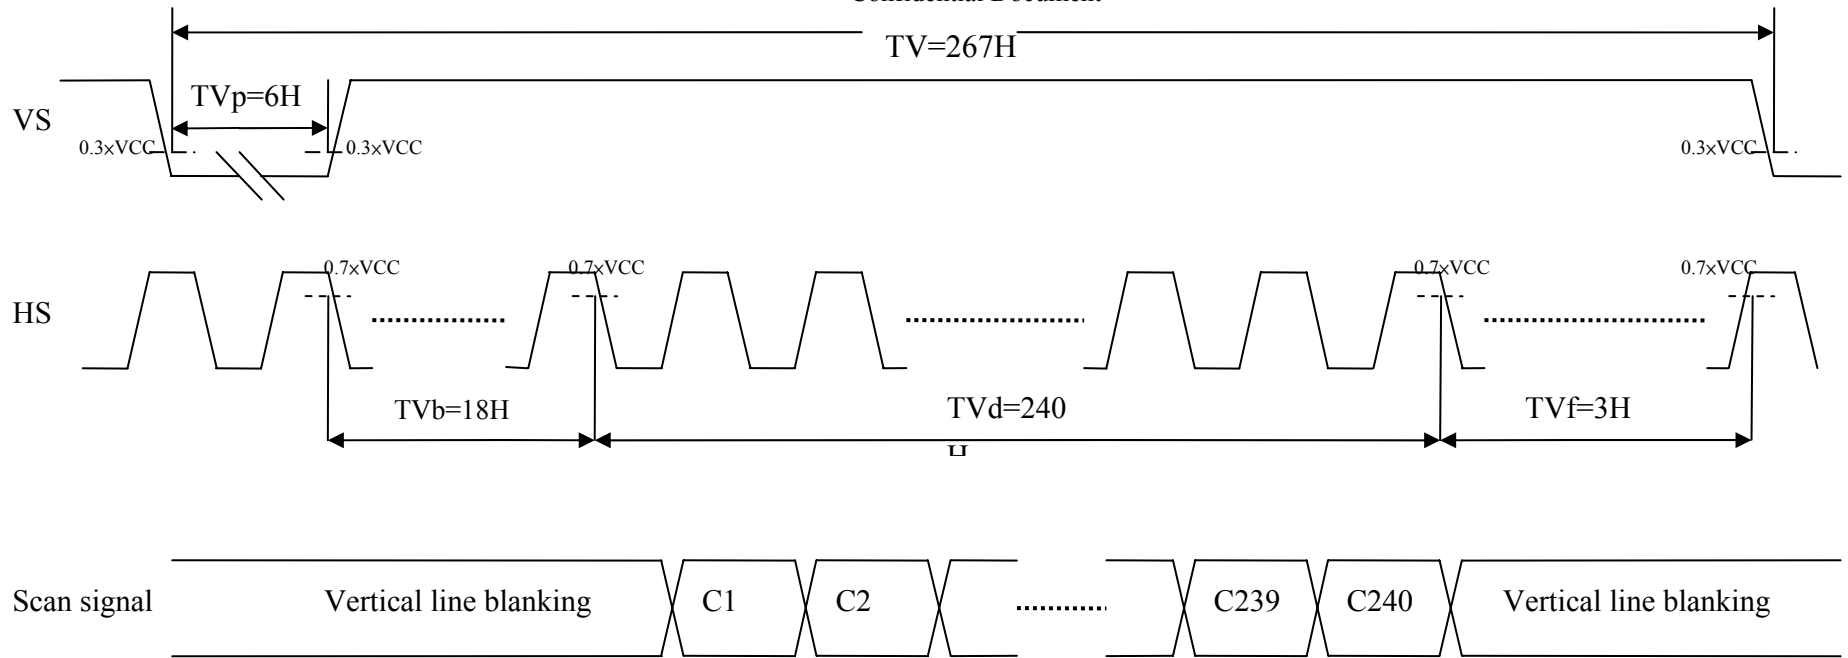 Confidential Document
TV=267H
TVp=6H
VS
0.3×VCC
0.3×VCC
0.3×VCC
0.7×VCC
0.7×VCC
0.7×VCC
0.7×VCC
HS
TVb=18H
TVd=240
H
TVf=3H
Scan signal
Vertical line blanking
C1
C2
C239
C240
Vertical line blanking